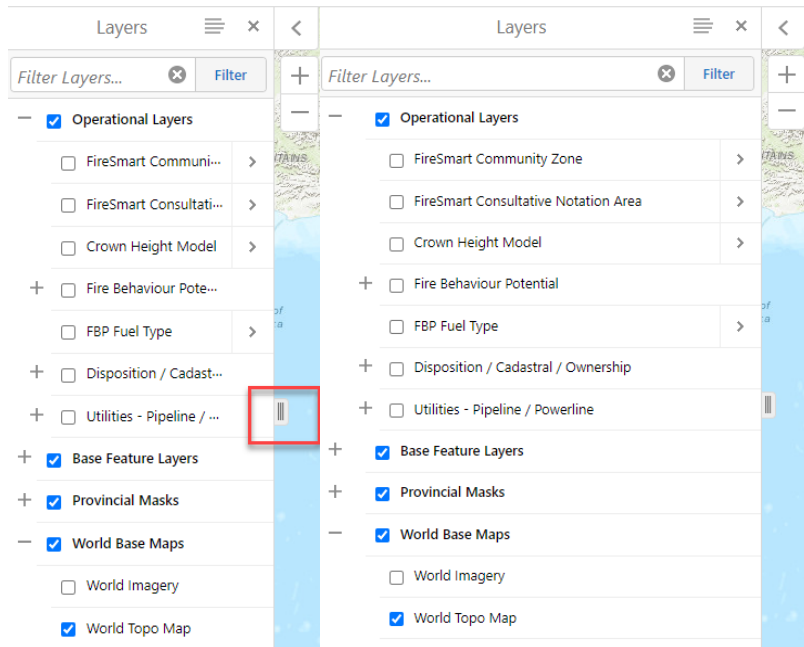 Layers
Filter Layers...
Filter
Operational Layers
FireSmart Communi...
FireSmart Consultati...
Crown Height Model
Fire Behaviour Pote...
FBP Fuel Type
Disposition / Cadast...
Utilities - Pipeline / ...
Base Feature Layers
Provincial Masks
World Base Maps
World Imagery
World Topo Map
TAINS
of
a
Layers
Filter Layers...
Filter
Operational Layers
FireSmart Community Zone
FireSmart Consultative Notation Area
Crown Height Model
Fire Behaviour Potential
FBP Fuel Type
Disposition / Cadastral / Ownership
Utilities - Pipeline / Powerline
Base Feature Layers
Provincial Masks
World Base Maps
World Imagery
World Topo Map
TAINS
of
a